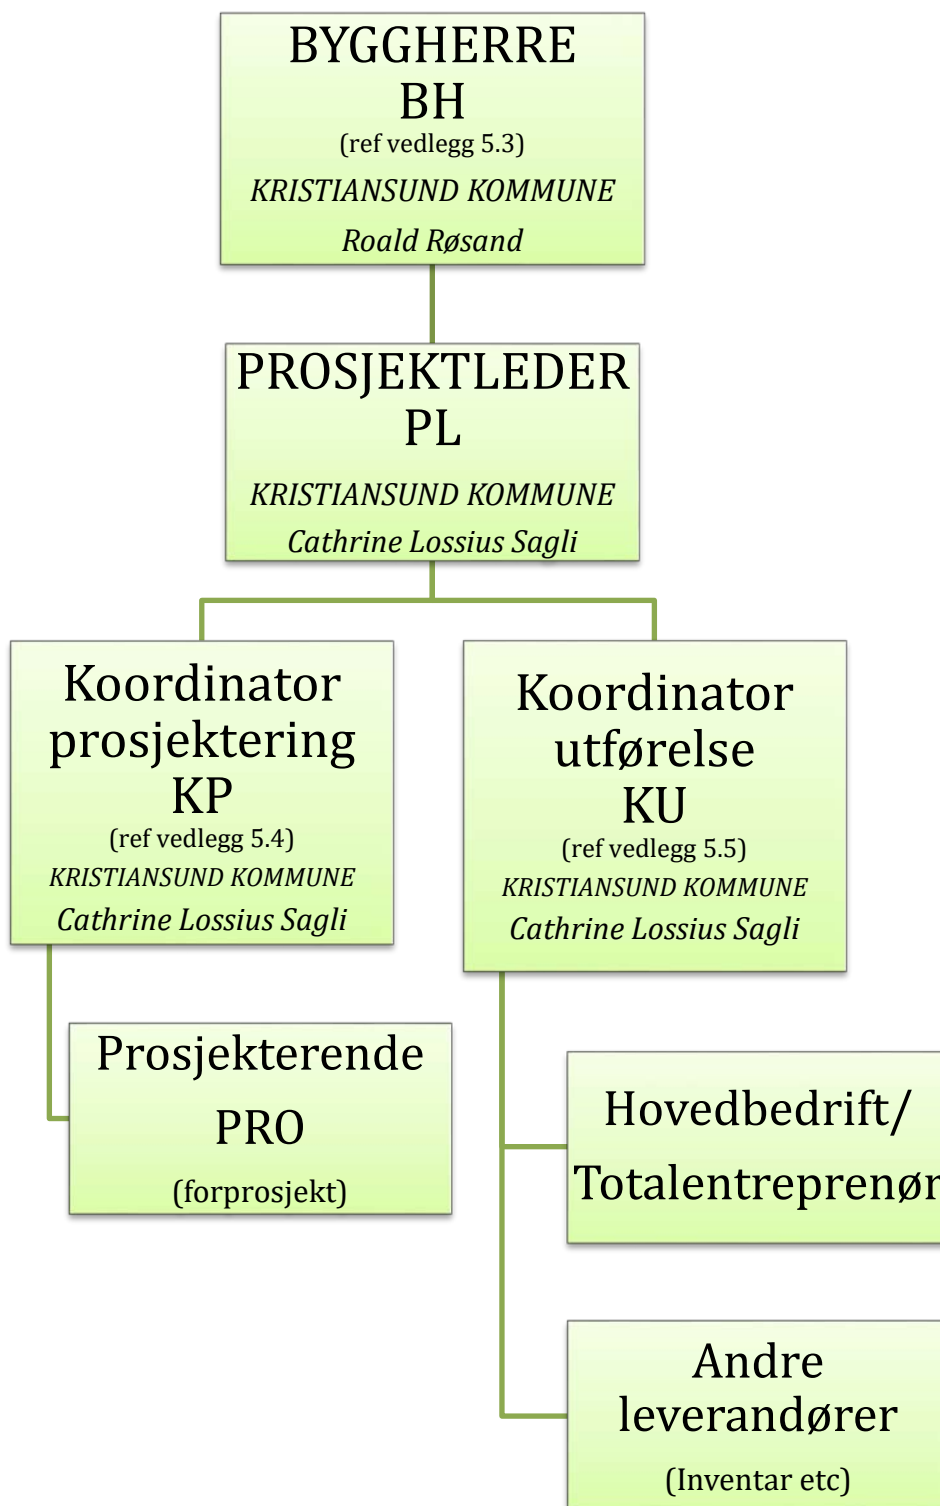 BYGGHERRE
BH
(ref vedlegg 5.3)
KRISTIANSUND KOMMUNE
Roald Røsand
PROSJEKTLEDER
PL
KRISTIANSUND KOMMUNE
Cathrine Lossius Sagli
Koordinator
prosjektering
KP
(ref vedlegg 5.4)
KRISTIANSUND KOMMUNE
Cathrine Lossius Sagli
Koordinator
utførelse
KU
(ref vedlegg 5.5)
KRISTIANSUND KOMMUNE
Cathrine Lossius Sagli
Prosjekterende
PRO
(forprosjekt)
Hovedbedrift/
Totalentreprenør
Andre
leverandører
(Inventar etc)